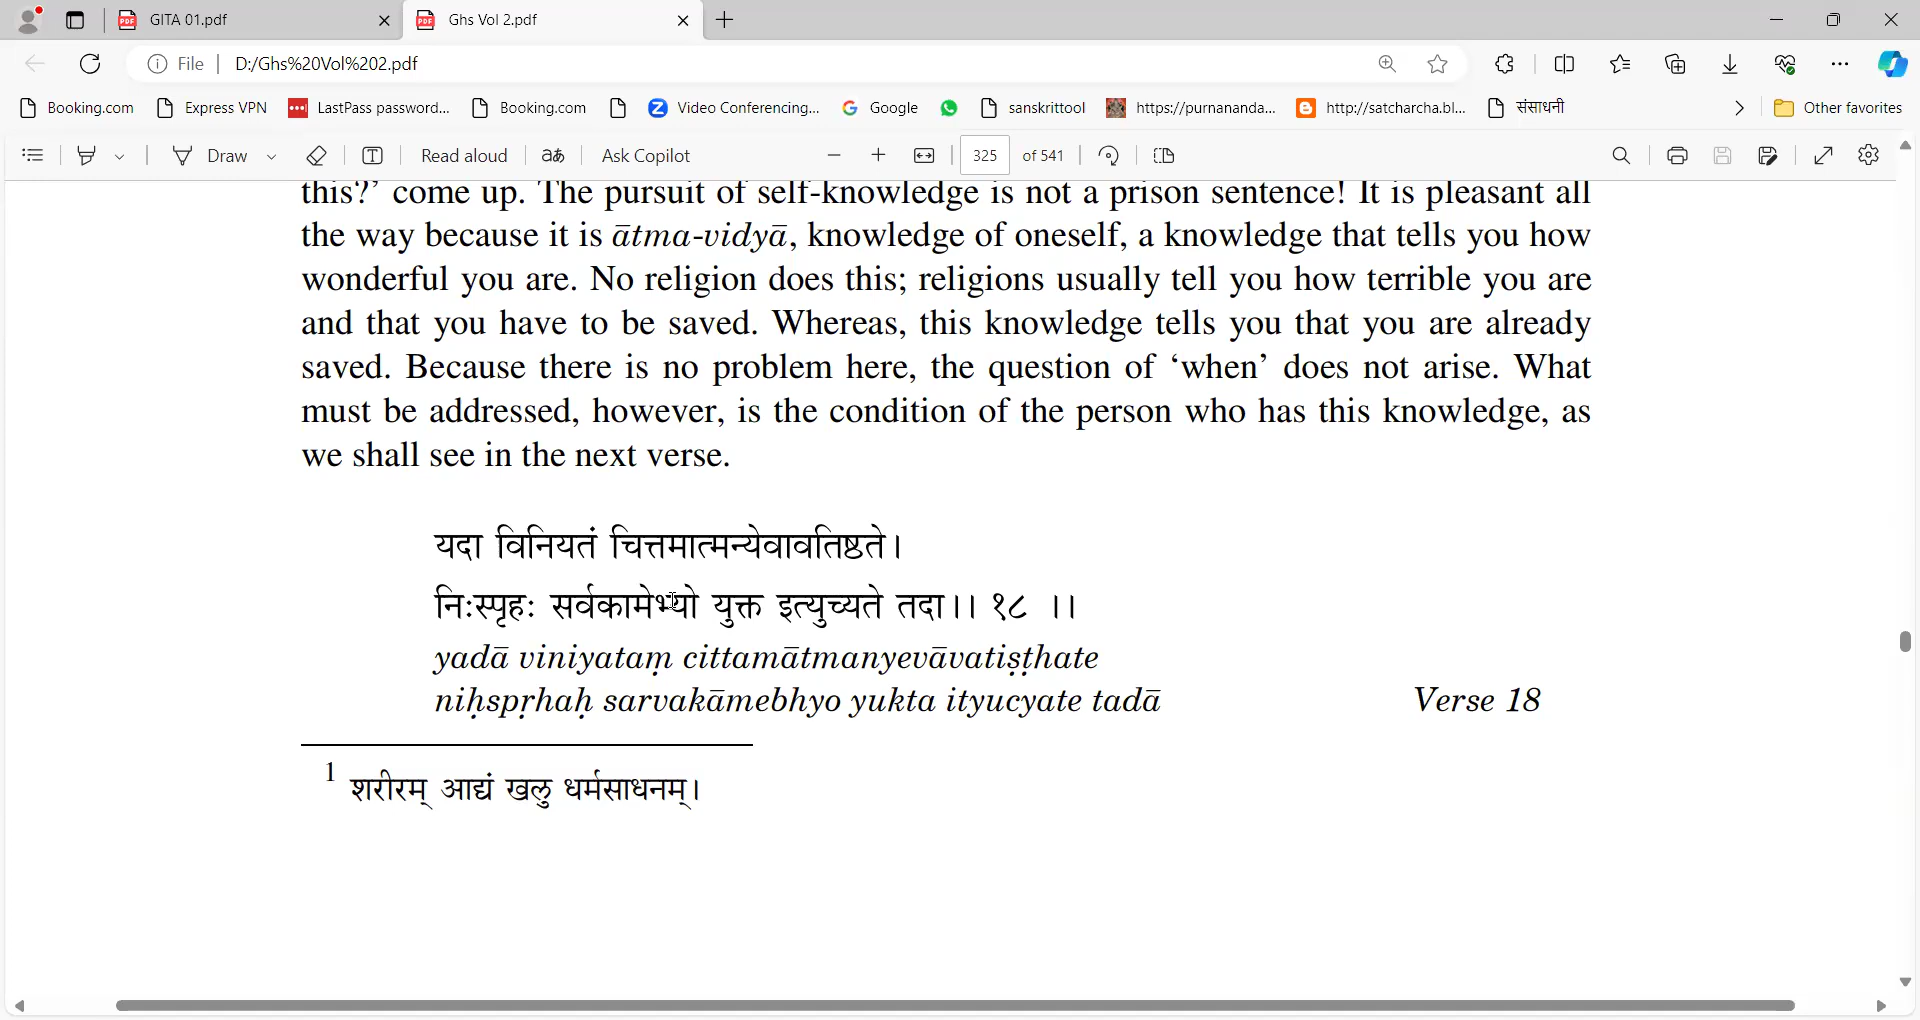 GITA 01.pdf
Ghs Vol 2.pdf
File
D:/Ghs%20Vol%202.pdf
Booking.com
Express VPN
LastPass password...
Booking.com
Video Conferencing...
Google
sanskrittool
https://purnananda...
http://satcharcha.bl...
संसाधनी
Other favorites
Draw
Read aloud
aあ
Ask Copilot
325 of 541
this?’ come up. The pursuit of self-knowledge is not a prison sentence! It is pleasant all
the way because it is ātma-vidyā, knowledge of oneself, a knowledge that tells you how
wonderful you are. No religion does this; religions usually tell you how terrible you are
and that you have to be saved. Whereas, this knowledge tells you that you are already
saved. Because there is no problem here, the question of ‘when’ does not arise. What
must be addressed, however, is the condition of the person who has this knowledge, as
we shall see in the next verse.
यदा विनियतं चित्तमात्मन्येवावतिष्ठते।
निःस्पृहः सर्वकामेभ्यो युक्त इत्युच्यते तदा।। १८ ।।
yadā viniyataṃ cittamātmanyevāvatiṣṭhate
niḥspṛhaḥ sarvakāmebhyo yukta ityucyate tadā Verse 18
1 शरीरम् आद्यं खलु धर्मसाधनम्।